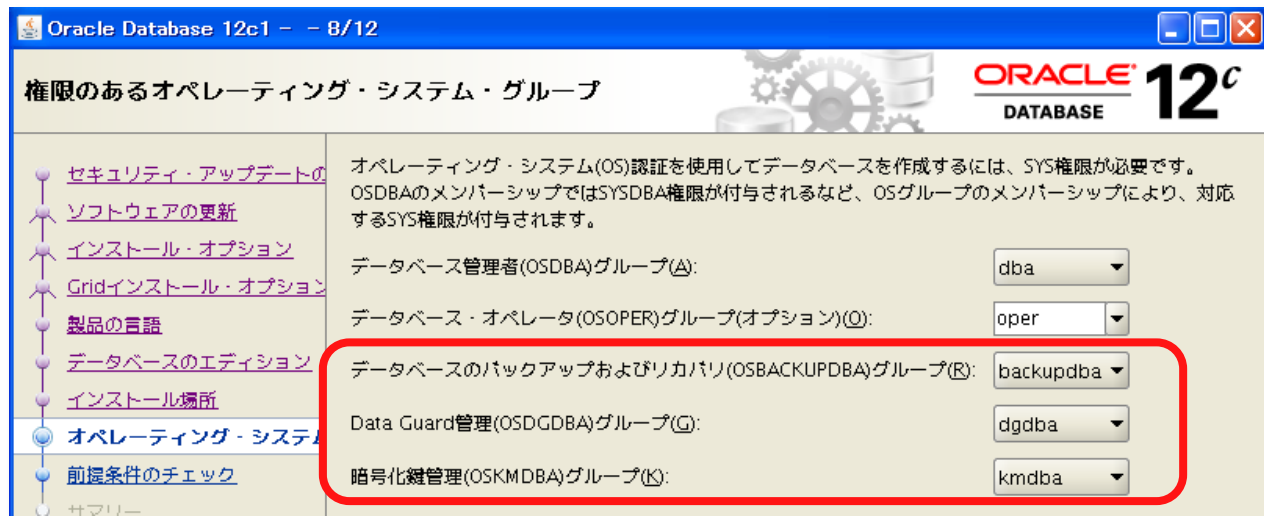 Oracle Database 12c1 - - 8/12
権限のあるオペレーティング・システム・グループ
ORACLE
DATABASE
12c
セキュリティ・アップデートの
ソフトウェアの更新
インストール・オプション
Gridインストール・オプション
製品の言語
データベースのエディション
インストール場所
オペレーティング・システム
前提条件のチェック
サマリー
オペレーティング・システム(OS)認証を使用してデータベースを作成するには、SYS権限が必要です。
OSDBAのメンバーシップではSYSDBA権限が付与されるなど、OSグループのメンバーシップにより、対応
するSYS権限が付与されます。
データベース管理者(OSDBA)グループ(A): dba
データベース・オペレータ(OSOPER)グループ(オプション)(O): oper
データベースのバックアップおよびリカバリ(OSBACKUPDBA)グループ(R): backupdba
Data Guard管理(OSDGDBA)グループ(G): dgdba
暗号化鍵管理(OSKMDBA)グループ(K): kmdba